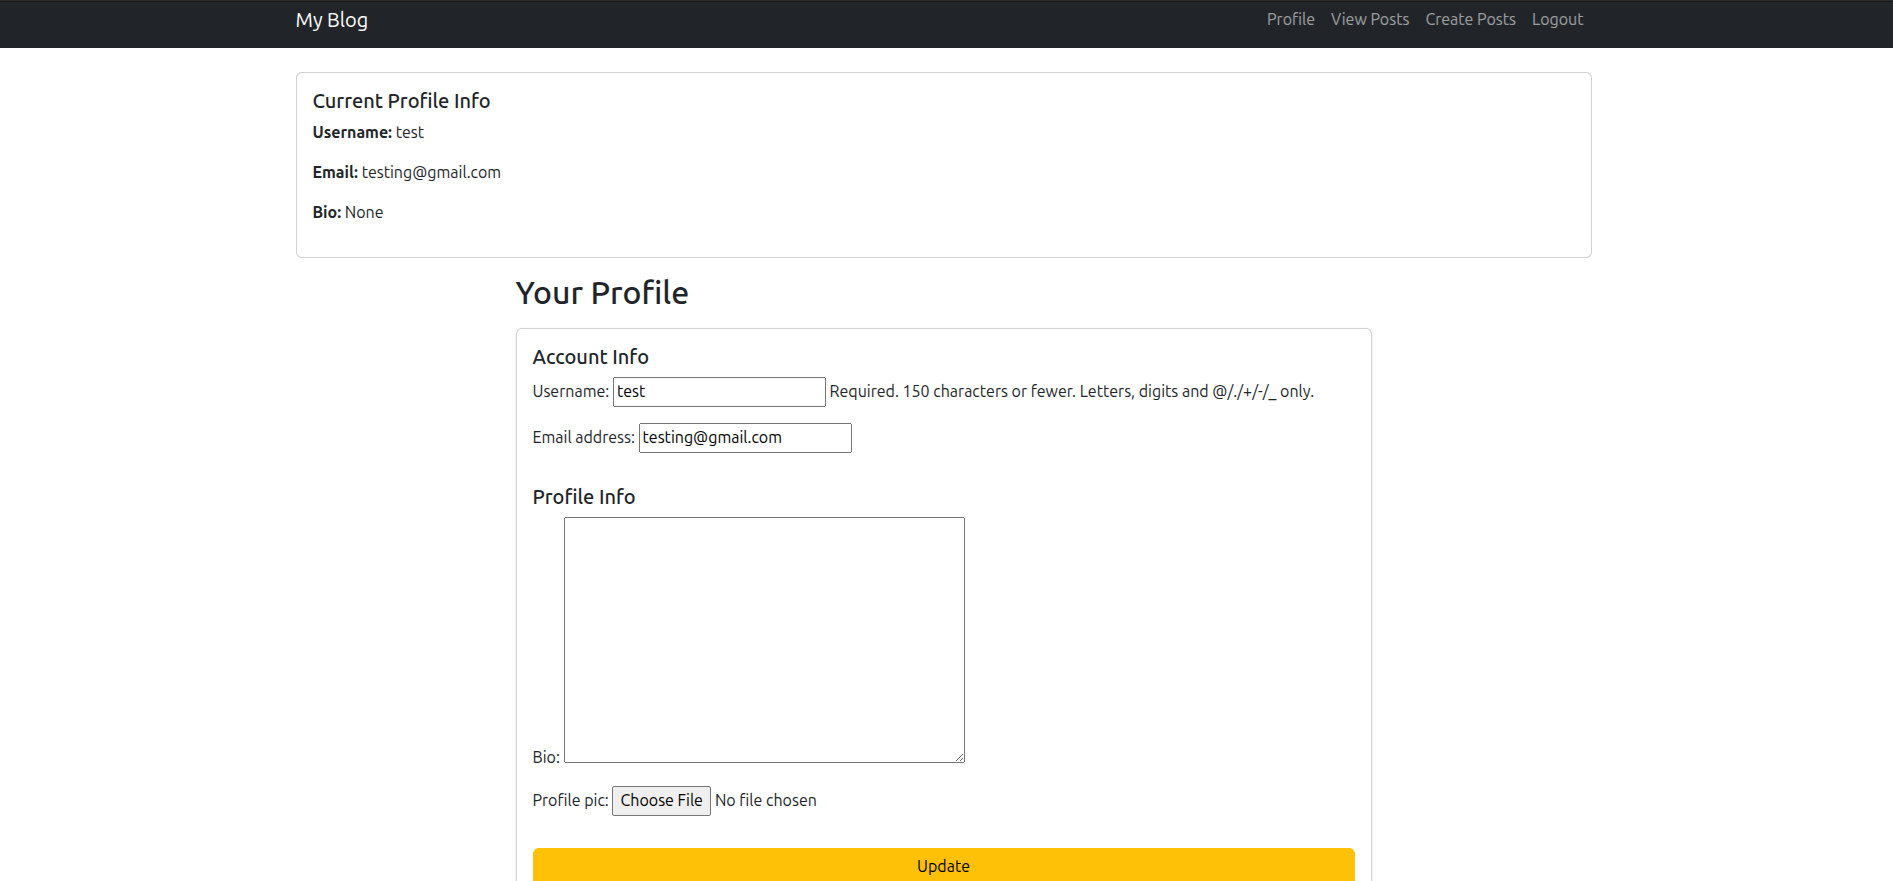 My Blog Profile View Posts Create Posts Logout
Current Profile Info
Username: test
Email: testing@gmail.com
Bio: None
Your Profile
Account Info
Username: test Required. 150 characters or fewer. Letters, digits and @/./+/-/_ only.
Email address: testing@gmail.com
Profile Info
Bio:
Profile pic: Choose File No file chosen
Update